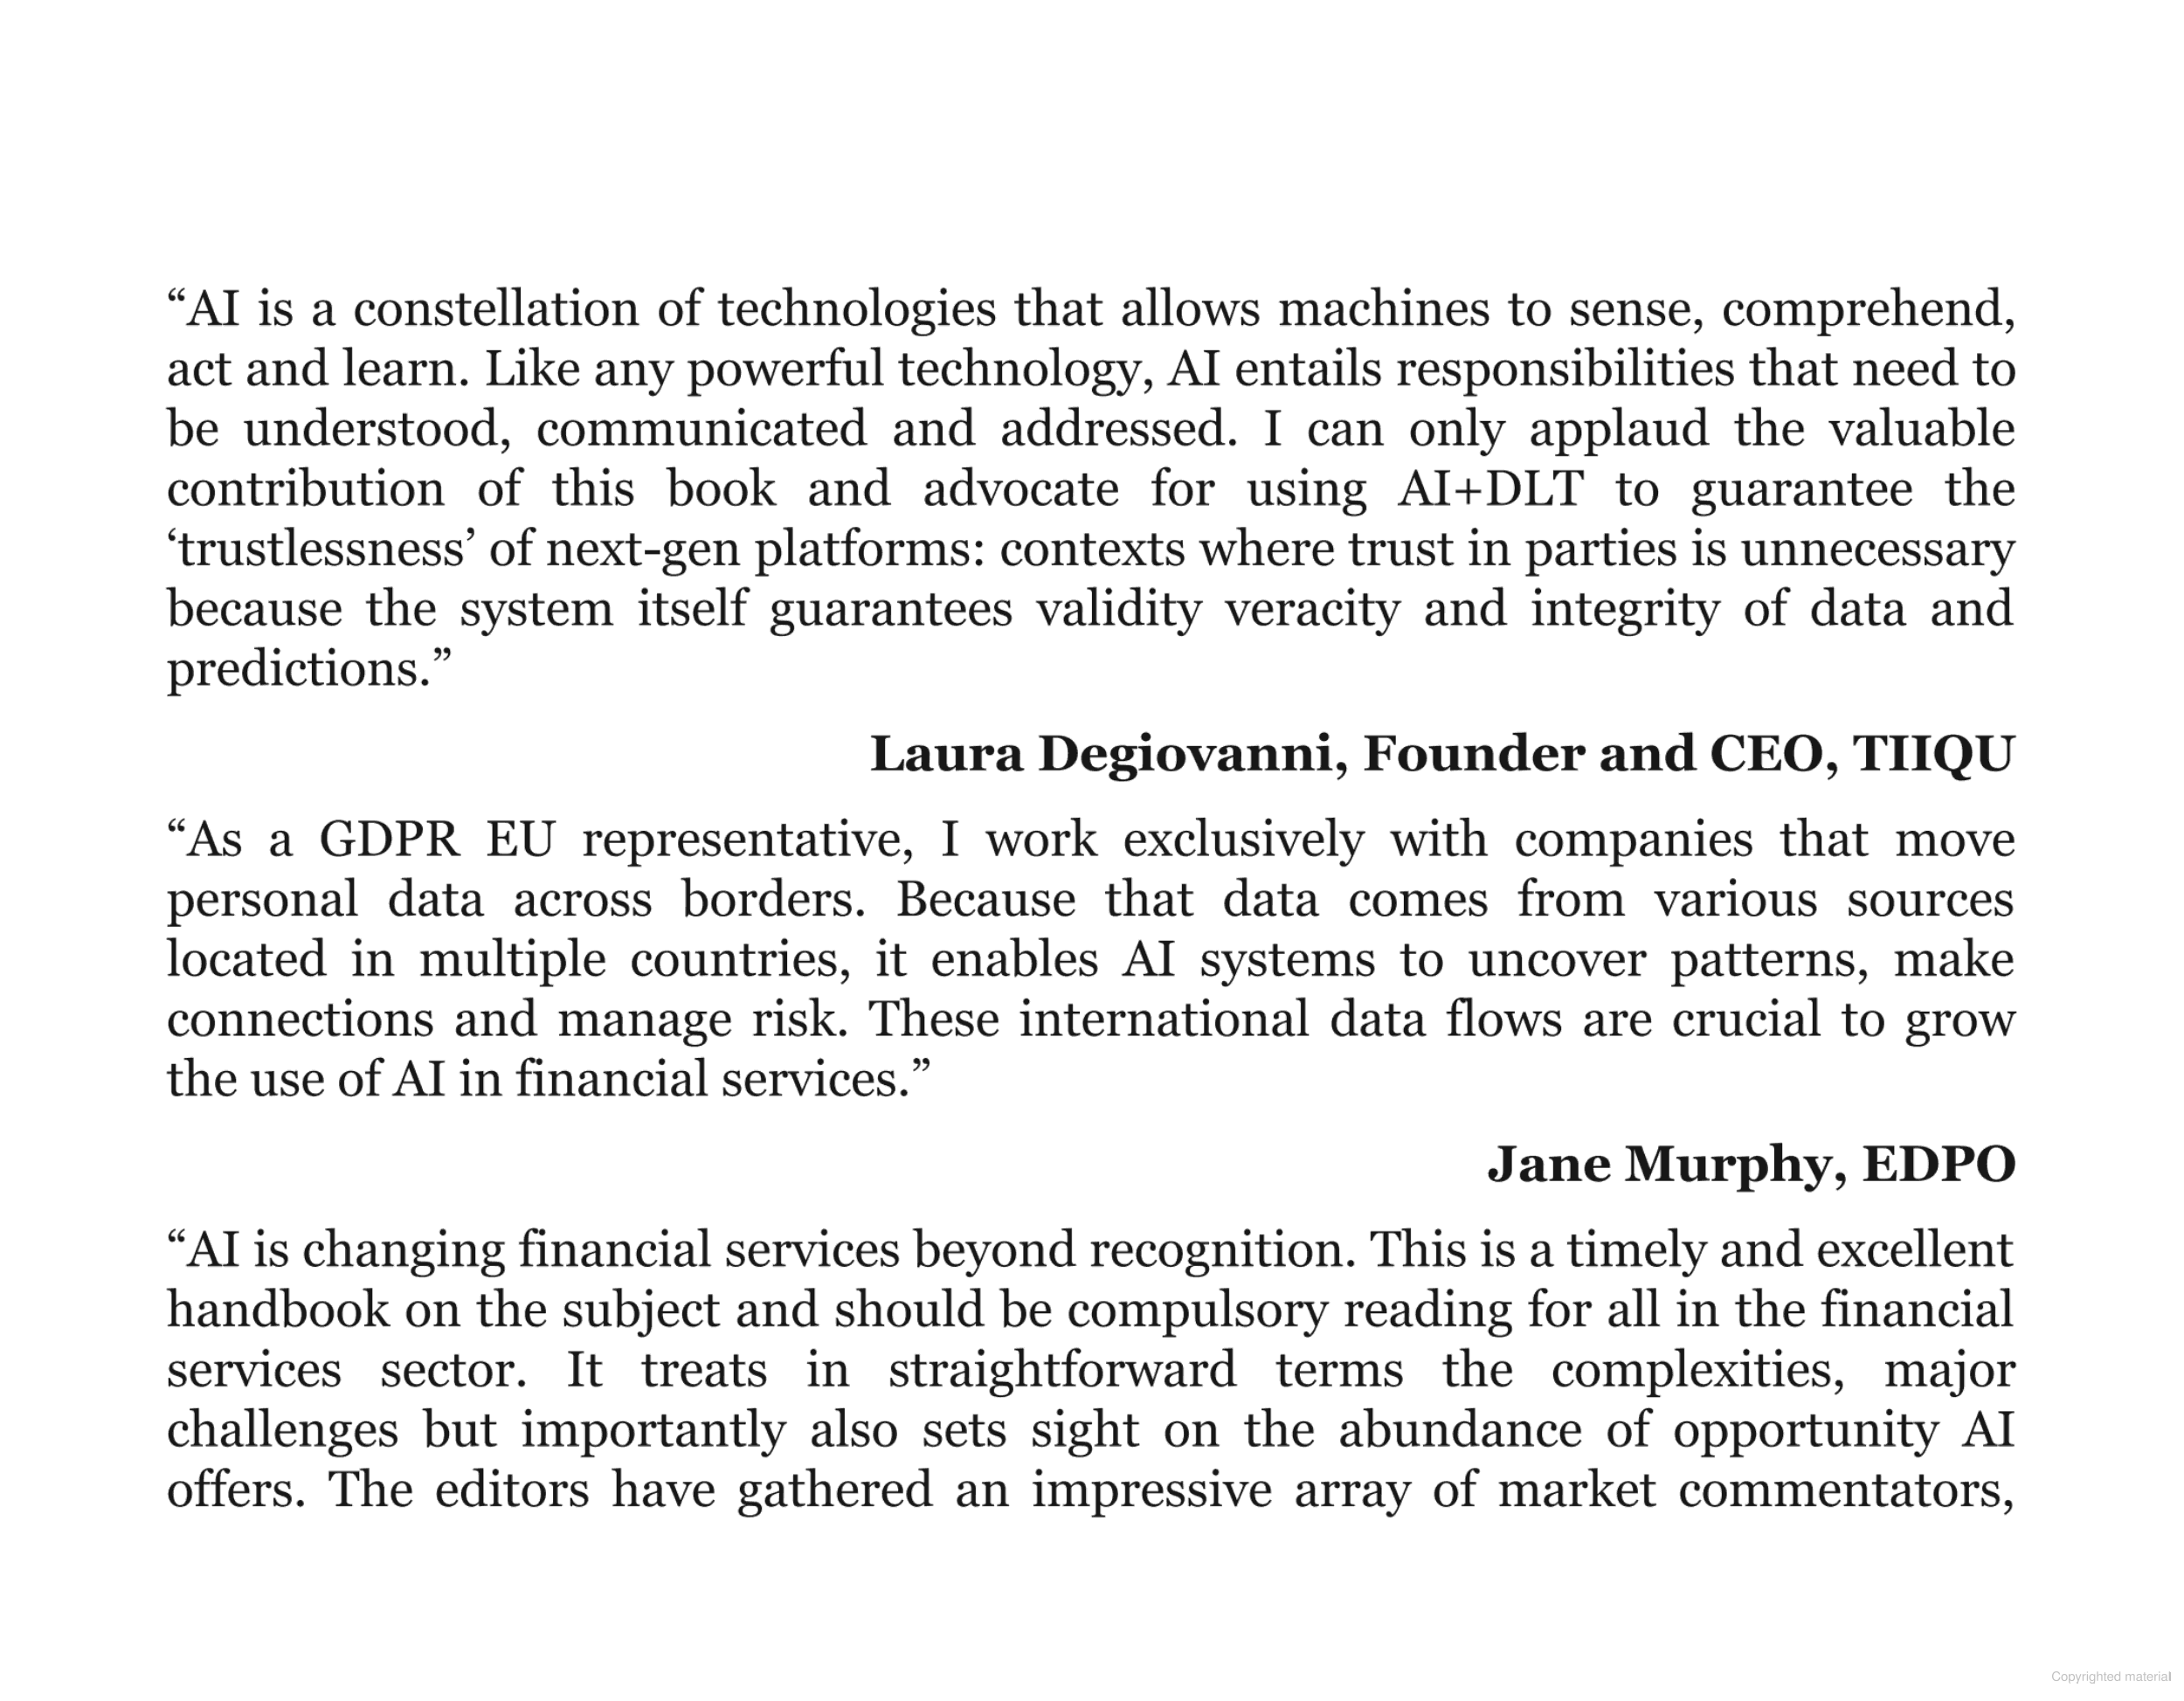 “AI is a constellation of technologies that allows machines to sense, comprehend,
act and learn. Like any powerful technology, AI entails responsibilities that need to
be understood, communicated and addressed. I can only applaud the valuable
contribution of this book and advocate for using AI+DLT to guarantee the
‘trustlessness’ of next-gen platforms: contexts where trust in parties is unnecessary
because the system itself guarantees validity veracity and integrity of data and
predictions.”
Laura Degiovanni, Founder and CEO, TIIQU
“As a GDPR EU representative, I work exclusively with companies that move
personal data across borders. Because that data comes from various sources
located in multiple countries, it enables AI systems to uncover patterns, make
connections and manage risk. These international data flows are crucial to grow
the use of AI in financial services.”
Jane Murphy, EDPO
“AI is changing financial services beyond recognition. This is a timely and excellent
handbook on the subject and should be compulsory reading for all in the financial
services sector. It treats in straightforward terms the complexities, major
challenges but importantly also sets sight on the abundance of opportunity AI
offers. The editors have gathered an impressive array of market commentators,
Copyrighted material